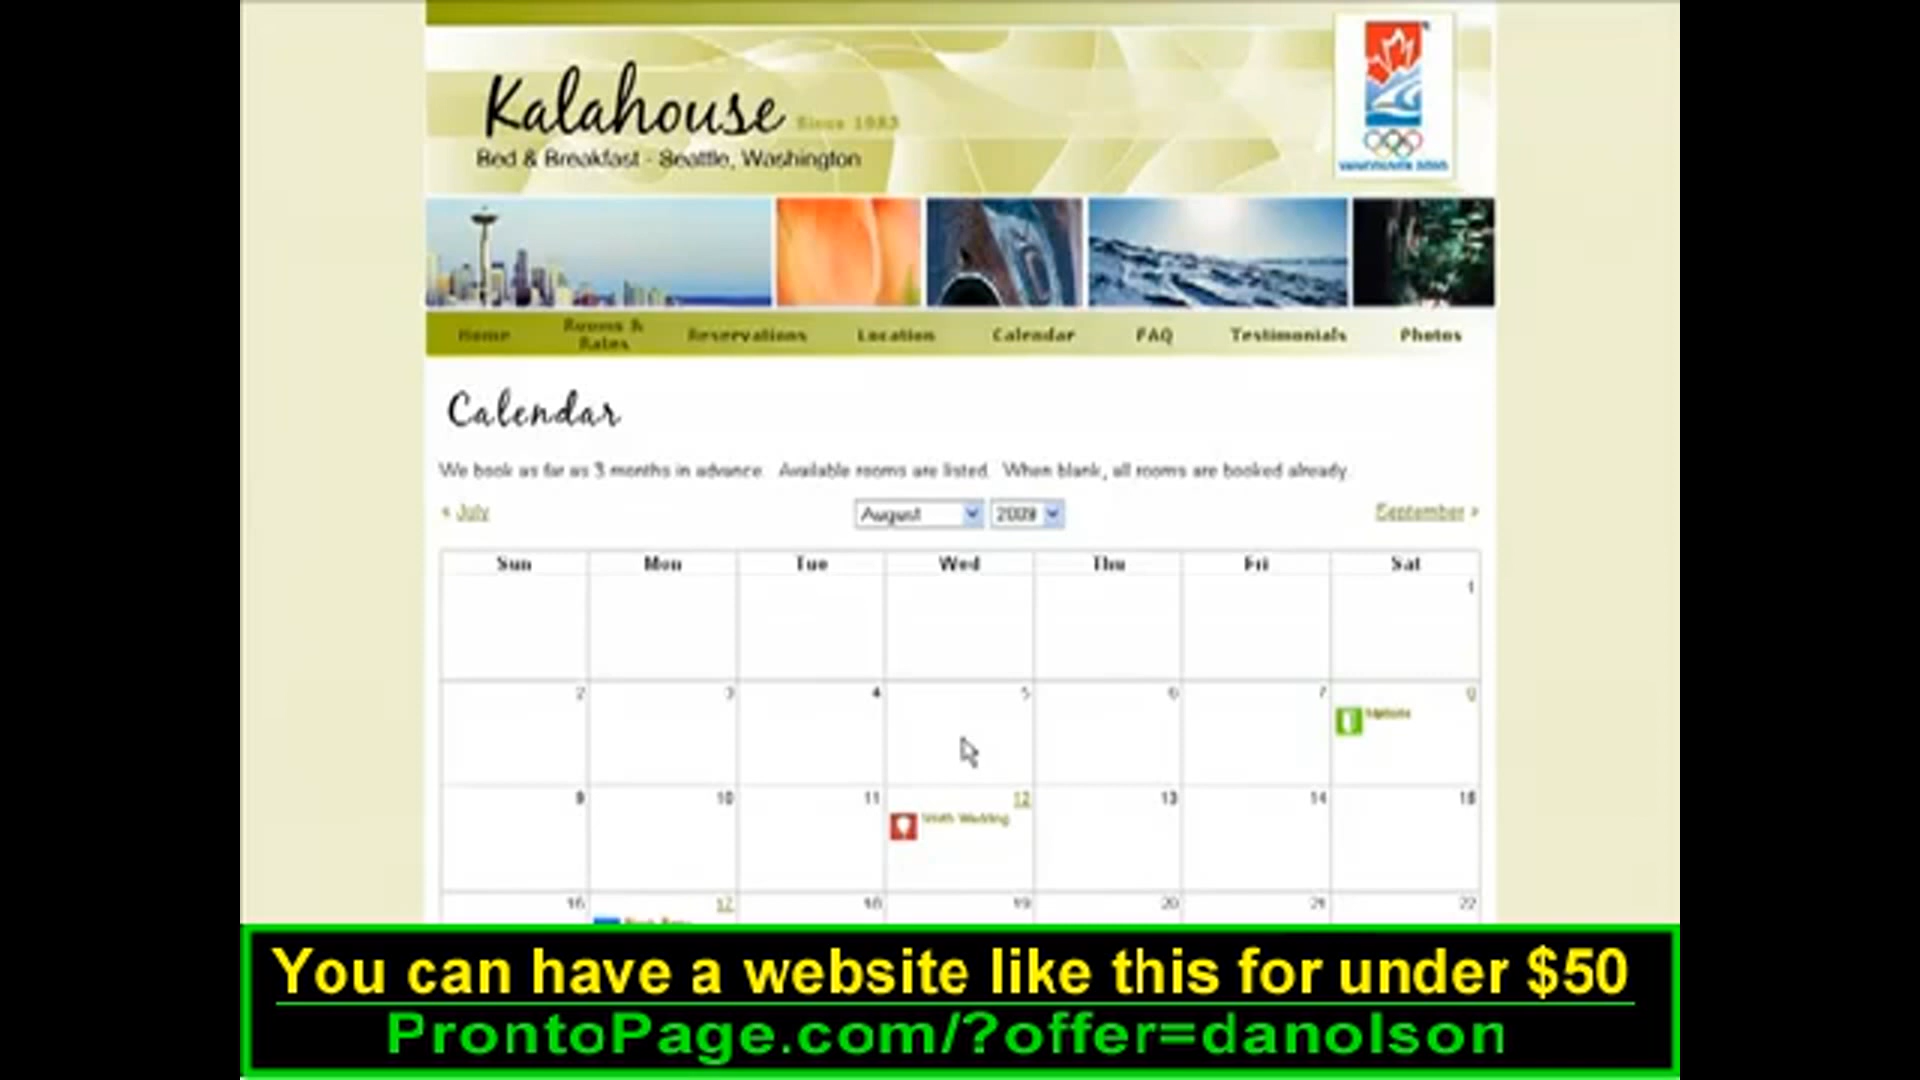 Kalahouse Since 1983
Bed & Breakfast - Seattle, Washington
VANCOUVER 2010
Home Rooms & Rates Reservations Location Calendar FAQ Testimonials Photos
Calendar
We book as far as 3 months in advance. Available rooms are listed. When blank, all rooms are booked already.
« July August 2009 September »
Sun Mon Tue Wed Thu Fri Sat
1
2 3 4 5 6 7 8
9 10 11 12 13 14 15
Smith Wedding
16 17 18 19 20 21 22
You can have a website like this for under $50
ProntoPage.com/?offer=danolson